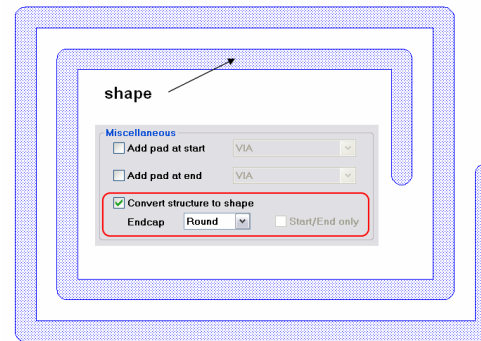 shape
Miscellaneous
Add pad at start VIA
Add pad at end VIA
Convert structure to shape
Endcap Round Start/End only